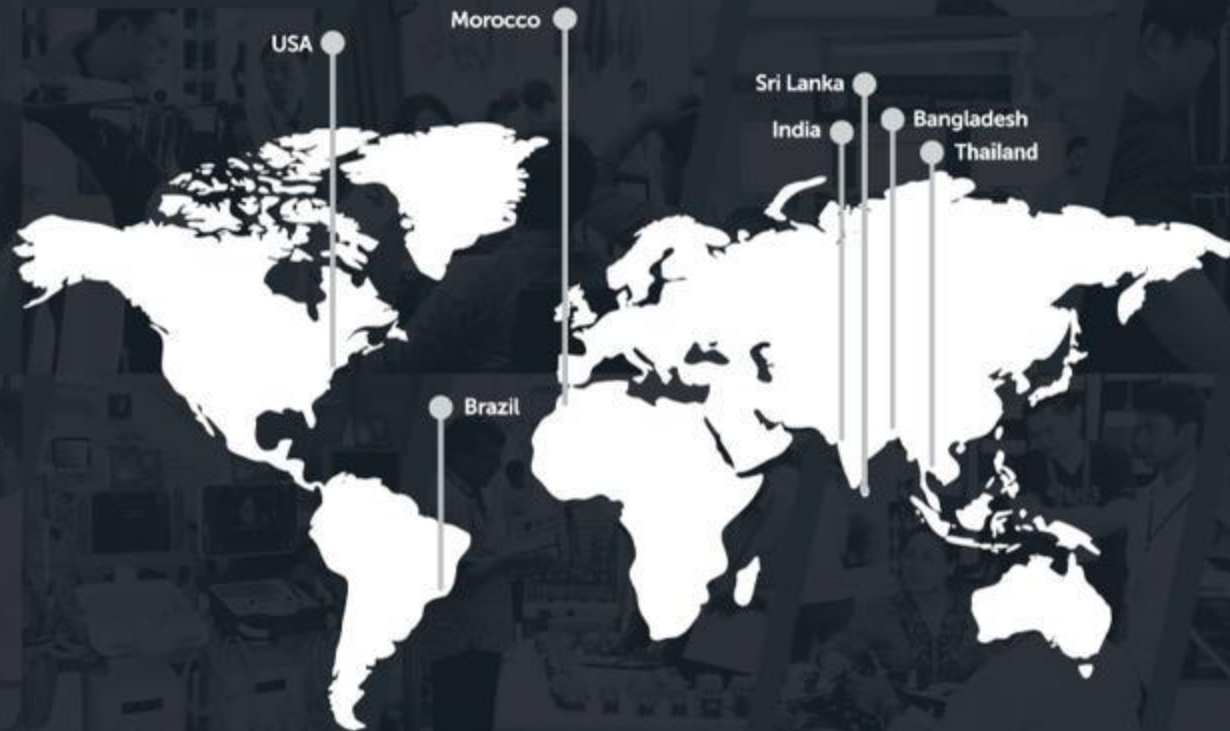 Morocco
USA
Sri Lanka
Bangladesh
India
Thailand
Brazil